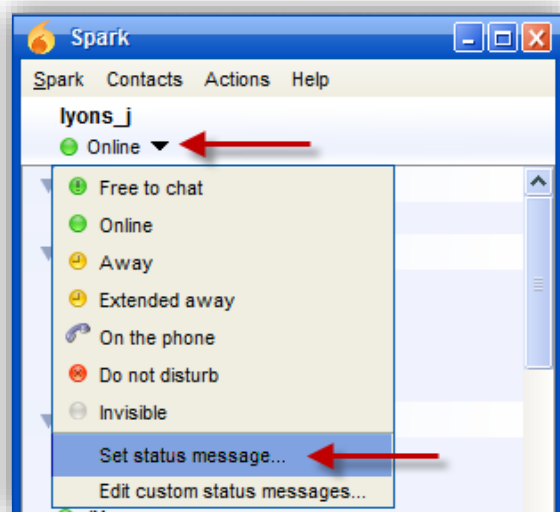 Spark
Spark Contacts Actions Help
lyons_j
Online
Free to chat
Online
Away
Extended away
On the phone
Do not disturb
Invisible
Set status message...
Edit custom status messages...